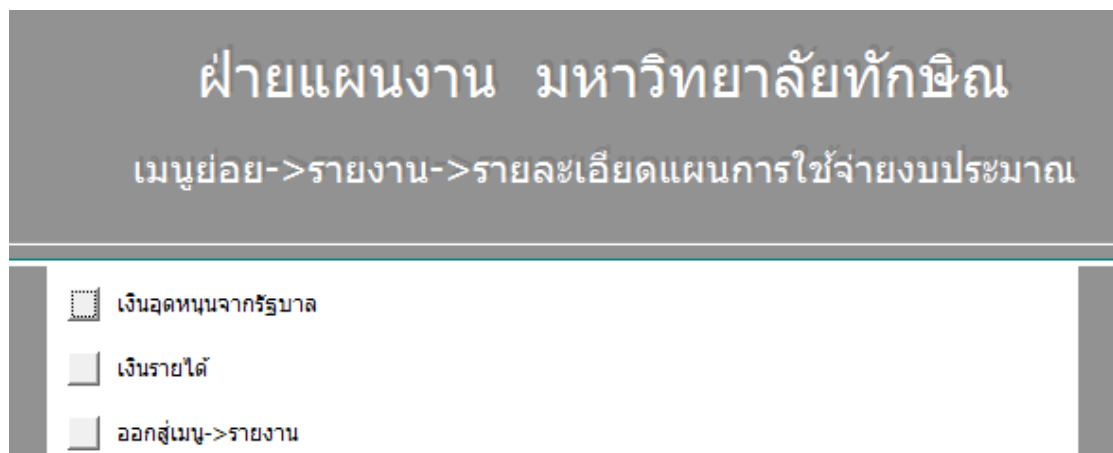 ฝ่ายแผนงาน มหาวิทยาลัยทักษิณ
เมนูย่อย->รายงาน->รายละเอียดแผนการใช้จ่ายงบประมาณ
เงินอุดหนุนจากรัฐบาล
เงินรายได้
ออกสู่เมนู->รายงาน